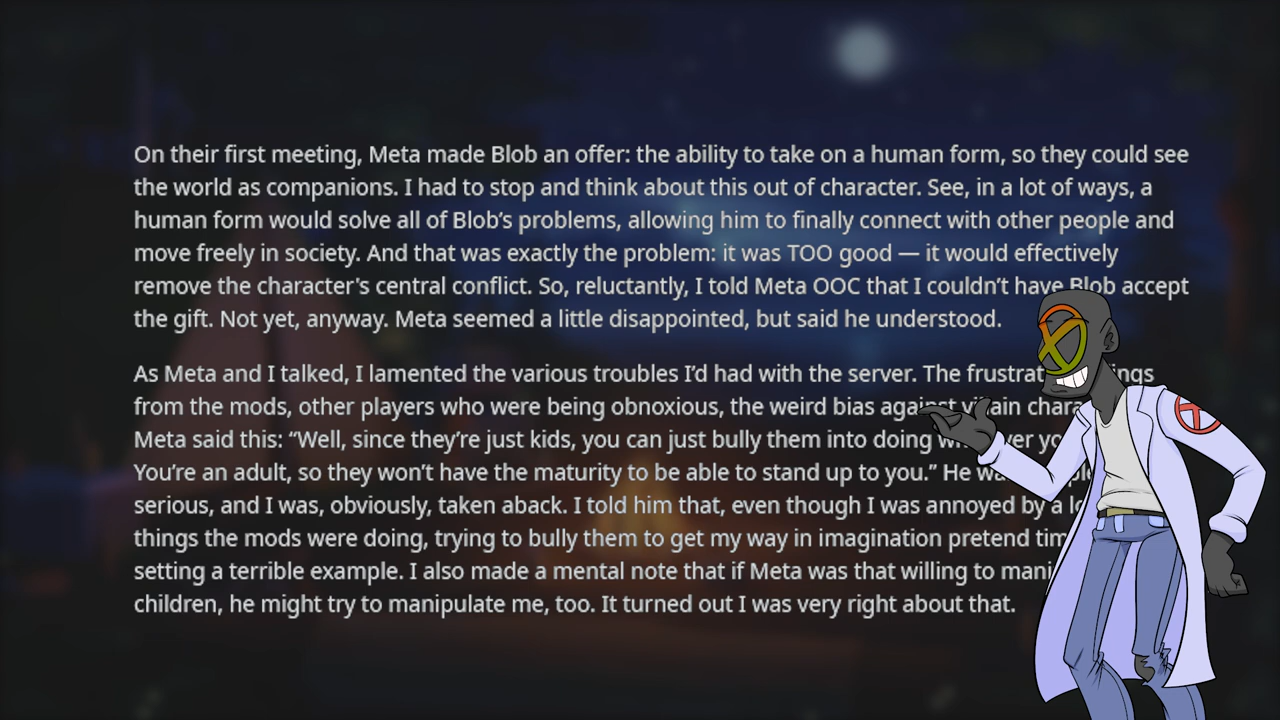 On their first meeting, Meta made Blob an offer: the ability to take on a human form, so they could see
the world as companions. I had to stop and think about this out of character. See, in a lot of ways, a
human form would solve all of Blob’s problems, allowing him to finally connect with other people and
move freely in society. And that was exactly the problem: it was TOO good — it would effectively
remove the character’s central conflict. So, reluctantly, I told Meta OOC that I couldn’t have Blob accept
the gift. Not yet, anyway. Meta seemed a little disappointed, but said he understood.
As Meta and I talked, I lamented the various troubles I’d had with the server. The
from the mods, other players who were being obnoxious, the weird bias against villain
Meta said this: “Well, since they’re just kids, you can just bully them into doing
You’re an adult, so they won’t have the maturity to be able to stand up to you.” He
serious, and I was, obviously, taken aback. I told him that, even though I was annoyed by a
things the mods were doing, trying to bully them to get my way in imagination pretend
setting a terrible example. I also made a mental note that if Meta was that willing to
children, he might try to manipulate me, too. It turned out I was very right about that.